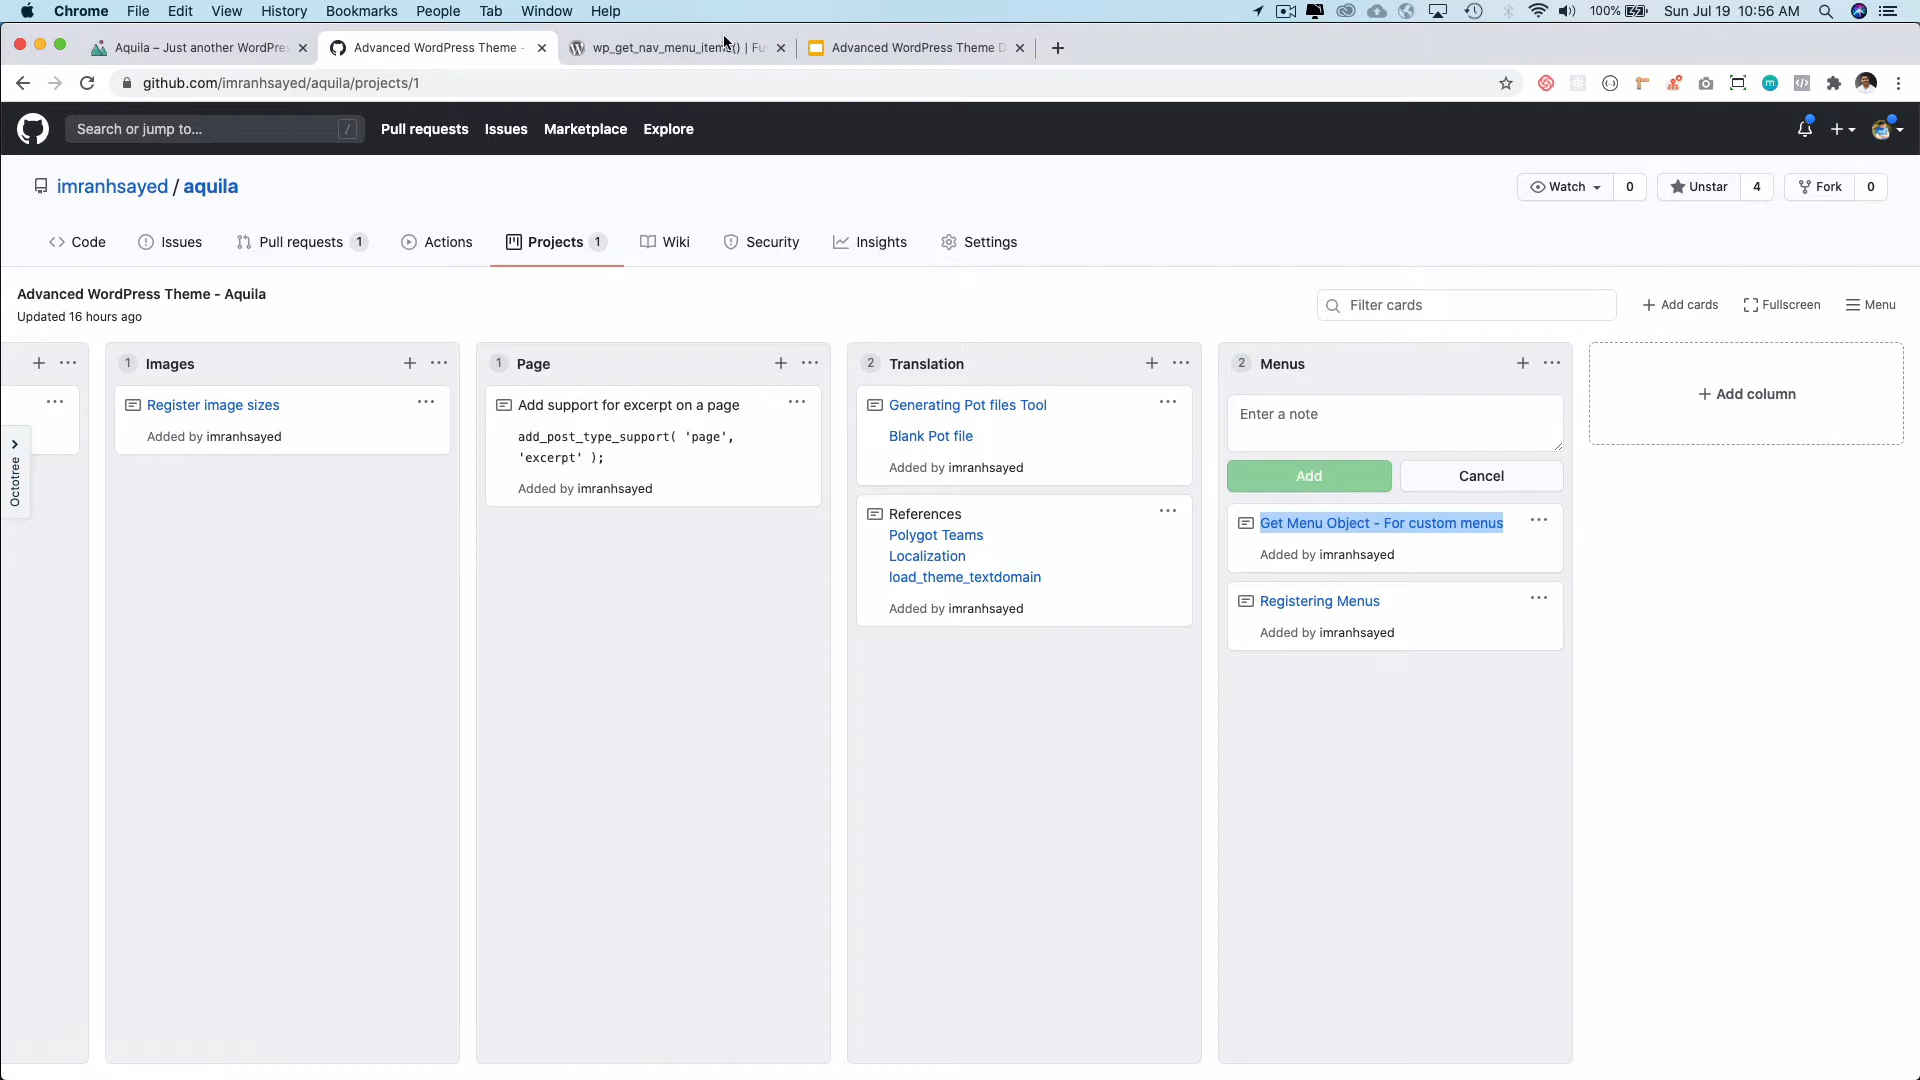 Chrome File Edit View History Bookmarks People Tab Window Help 100% Sun Jul 19 10:56 AM
Aquila – Just another WordPres
Advanced WordPress Theme -
wp_get_nav_menu_items() | Fu
Advanced WordPress Theme D
github.com/imranhsayed/aquila/projects/1
Search or jump to... /
Pull requests Issues Marketplace Explore
imranhsayed / aquila
Watch 0 Unstar 4 Fork 0
Code Issues Pull requests 1 Actions Projects 1 Wiki Security Insights Settings
Advanced WordPress Theme - Aquila
Updated 16 hours ago
Filter cards
Add cards Fullscreen Menu
1 Images
Register image sizes
Added by imranhsayed
1 Page
Add support for excerpt on a page
add_post_type_support( 'page',
'excerpt' );
Added by imranhsayed
2 Translation
Generating Pot files Tool
Blank Pot file
Added by imranhsayed
References
Polygot Teams
Localization
load_theme_textdomain
Added by imranhsayed
2 Menus
Enter a note
Add Cancel
Get Menu Object - For custom menus
Added by imranhsayed
Registering Menus
Added by imranhsayed
Add column
Octotree